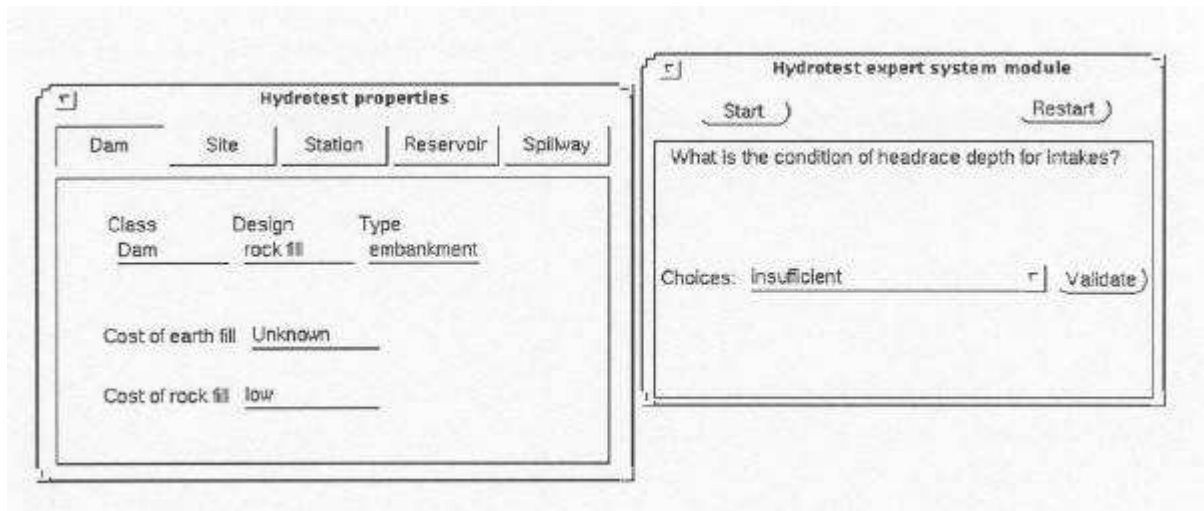 Hydrotest properties
Dam Site Station Reservoir Spillway
Class Design Type
Dam rock fill embankment
Cost of earth fill Unknown
Cost of rock fill low
Hydrotest expert system module
Start Restart
What is the condition of headrace depth for intakes?
Choices: insufficient Validate